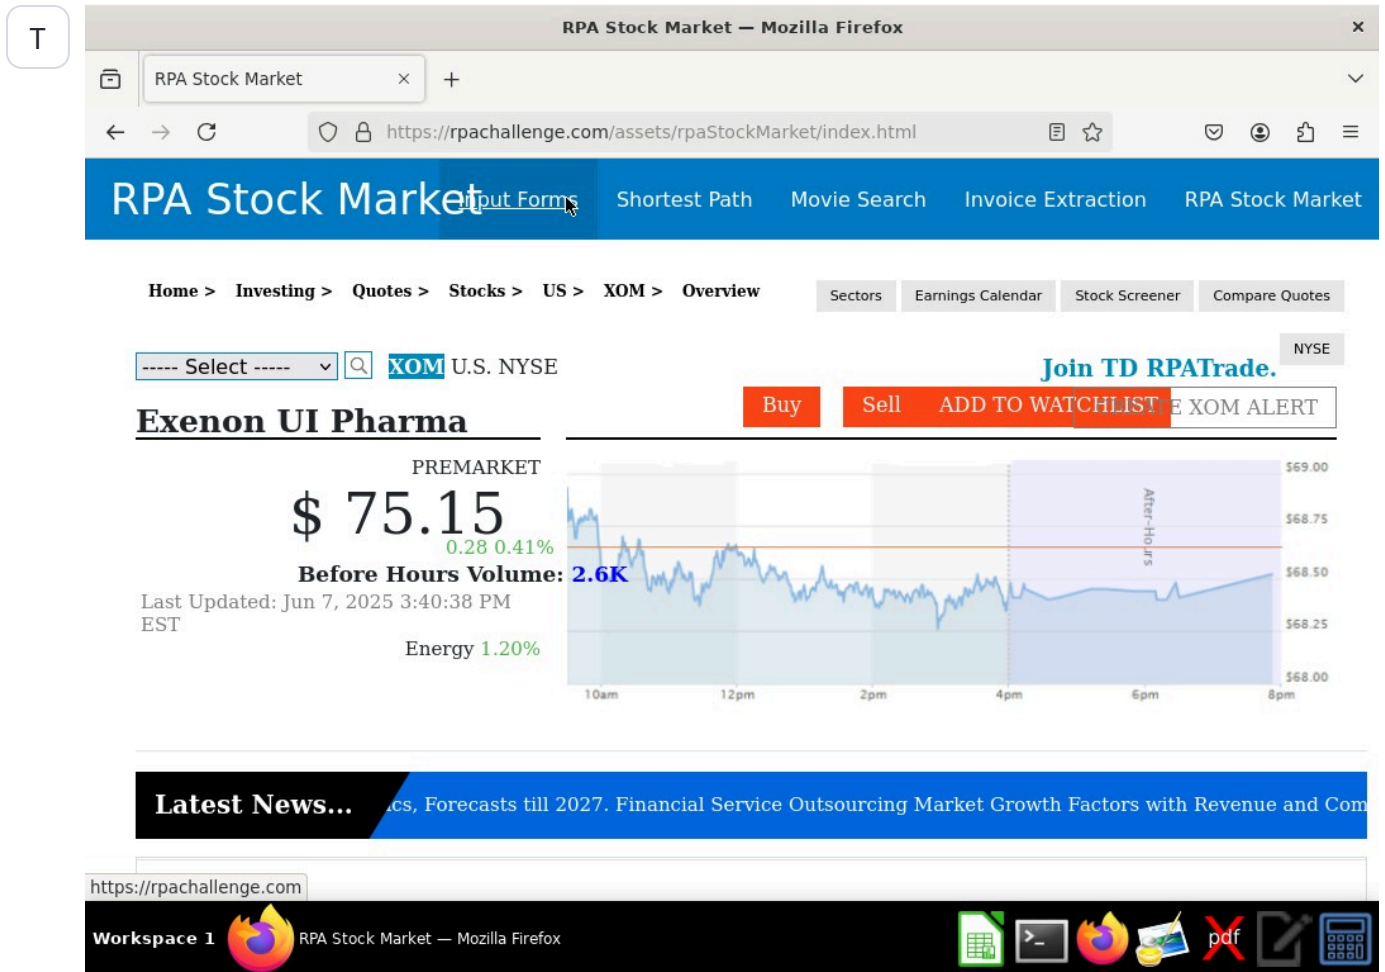 T
RPA Stock Market — Mozilla Firefox
RPA Stock Market
https://rpachallenge.com/assets/rpaStockMarket/index.html
RPA Stock Market Input Forms Shortest Path Movie Search Invoice Extraction RPA Stock Market
Home > Investing > Quotes > Stocks > US > XOM > Overview
Sectors Earnings Calendar Stock Screener Compare Quotes
NYSE
----- Select ----- XOM U.S. NYSE
Join TD RPATrade.
Exenon UI Pharma
Buy Sell ADD TO WATCHLIST CREATE XOM ALERT
PREMARKET
$ 75.15
0.28 0.41%
Before Hours Volume: 2.6K
Last Updated: Jun 7, 2025 3:40:38 PM
EST
Energy 1.20%
After-Hours
$69.00
$68.75
$68.50
$68.25
$68.00
10am 12pm 2pm 4pm 6pm 8pm
Latest News... cs, Forecasts till 2027. Financial Service Outsourcing Market Growth Factors with Revenue and Com
https://rpachallenge.com
Workspace 1 RPA Stock Market — Mozilla Firefox
pdf